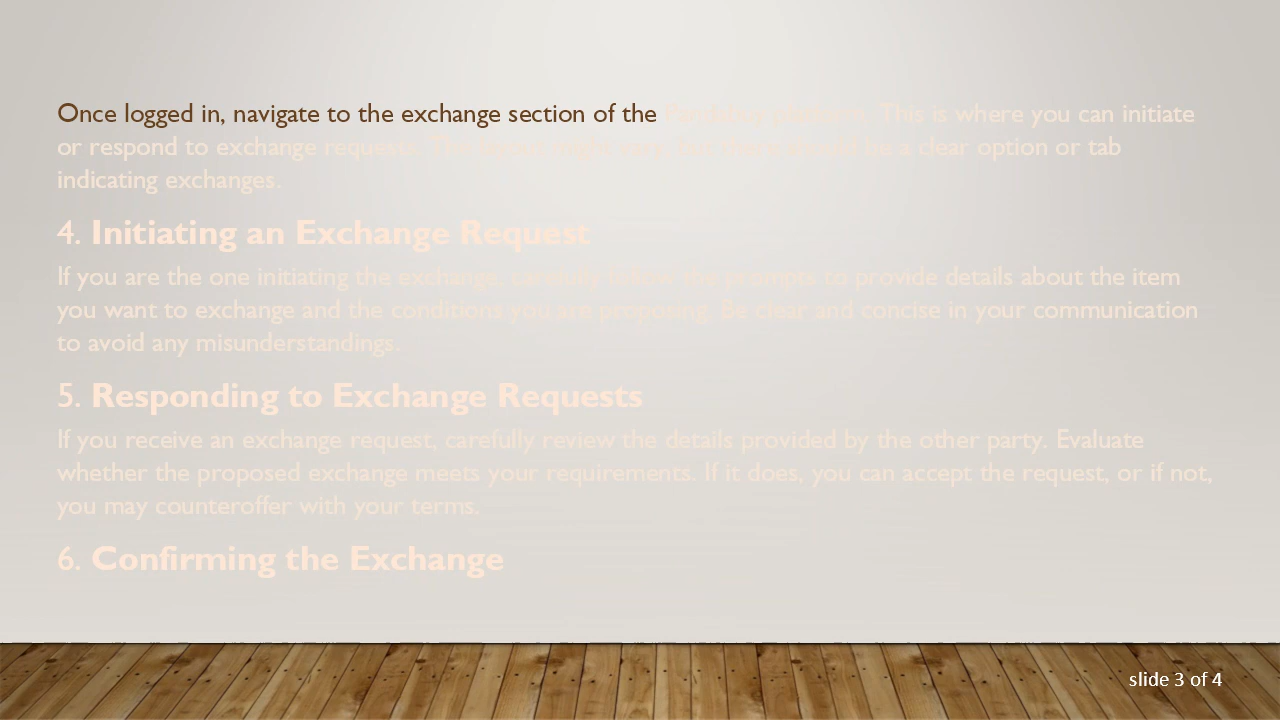 Once logged in, navigate to the exchange section of the platform. This is where you can initiate
or respond to exchange requests. The layout might vary, but there should be a clear option or tab
indicating exchanges.
4. Initiating an Exchange Request
If you are the one initiating the exchange, carefully follow the prompts to provide details about the item
you want to exchange and the conditions you are proposing. Be clear and concise in your communication
to avoid any misunderstandings.
5. Responding to Exchange Requests
If you receive an exchange request, carefully review the details provided by the other party. Evaluate
whether the proposed exchange meets your requirements. If it does, you can accept the request, or if not,
you may counteroffer with your terms.
6. Confirming the Exchange
slide 3 of 4